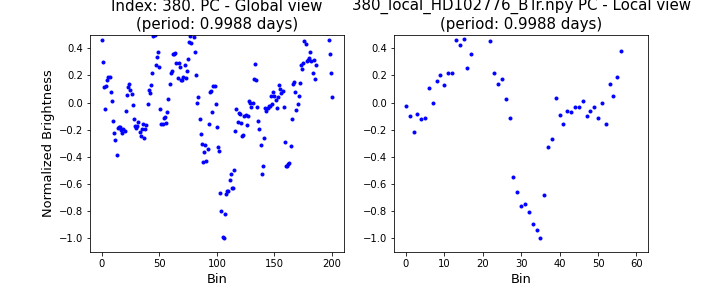 Index: 380. PC - Global view
(period: 0.9988 days)
380_local_HD102776_BTr.npy PC - Local view
(period: 0.9988 days)
Normalized Brightness
0.4
0.2
0.0
−0.2
−0.4
−0.6
−0.8
−1.0
0 50 100 150 200
Bin
0.4
0.2
0.0
−0.2
−0.4
−0.6
−0.8
−1.0
0 10 20 30 40 50 60
Bin